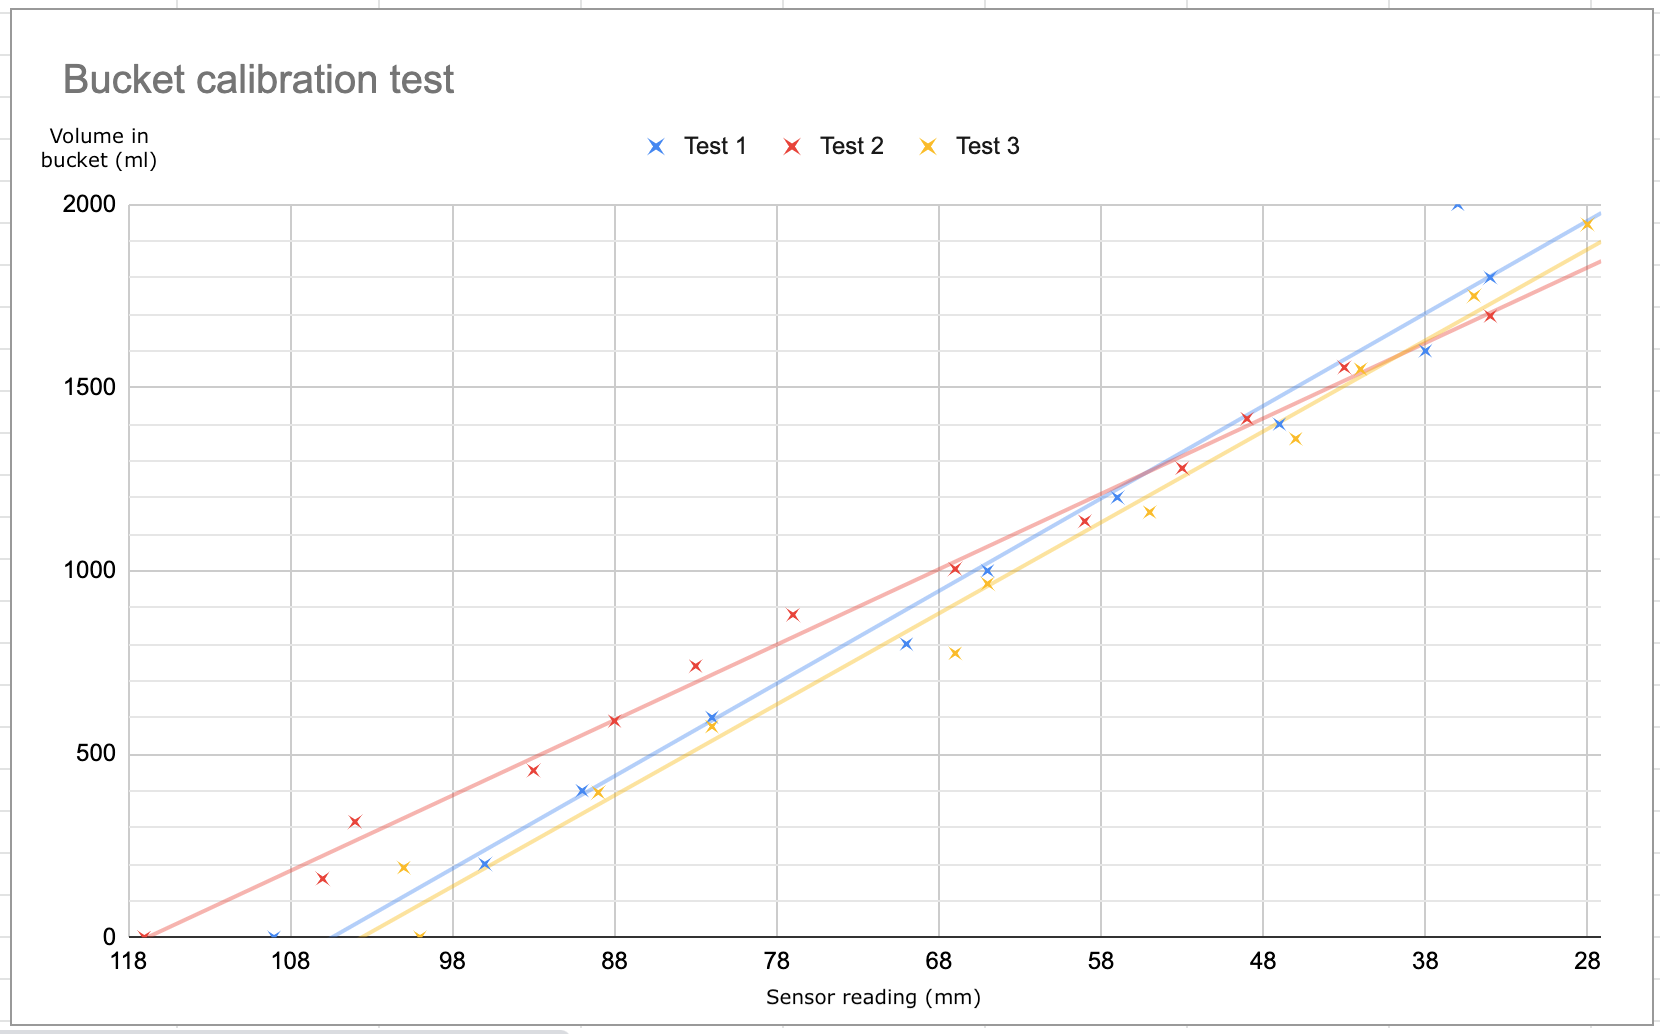 Bucket calibration test
Volume in
bucket (ml)
Test 1 Test 2 Test 3
2000
1500
1000
500
0
118 108 98 88 78 68 58 48 38 28
Sensor reading (mm)